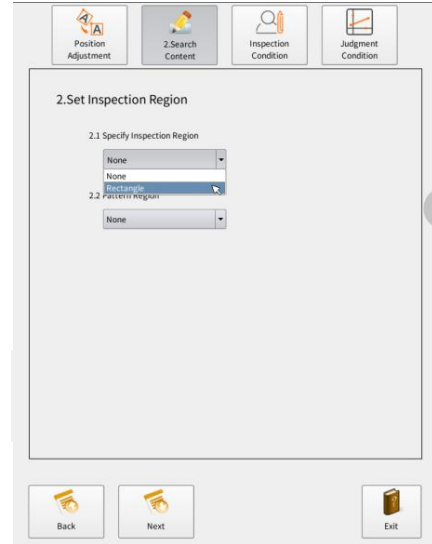 Position
Adjustment
2.Search
Content
Inspection
Condition
Judgment
Condition
2.Set Inspection Region
2.1 Specify Inspection Region
None
None
Rectangle
2.2 Pattern Region
None
Back
Next
Exit